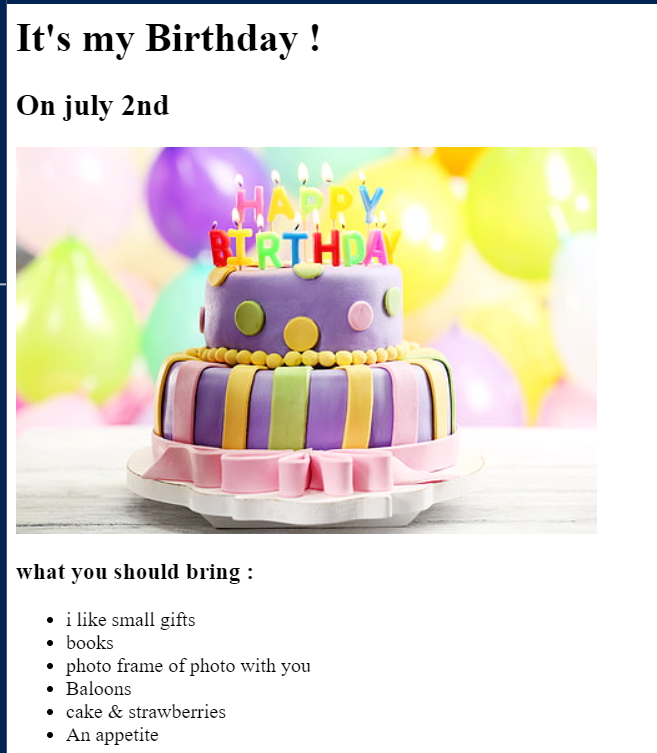 It's my Birthday !
On july 2nd
HAPPY
BIRTHDAY
what you should bring :
i like small gifts
books
photo frame of photo with you
Baloons
cake & strawberries
An appetite